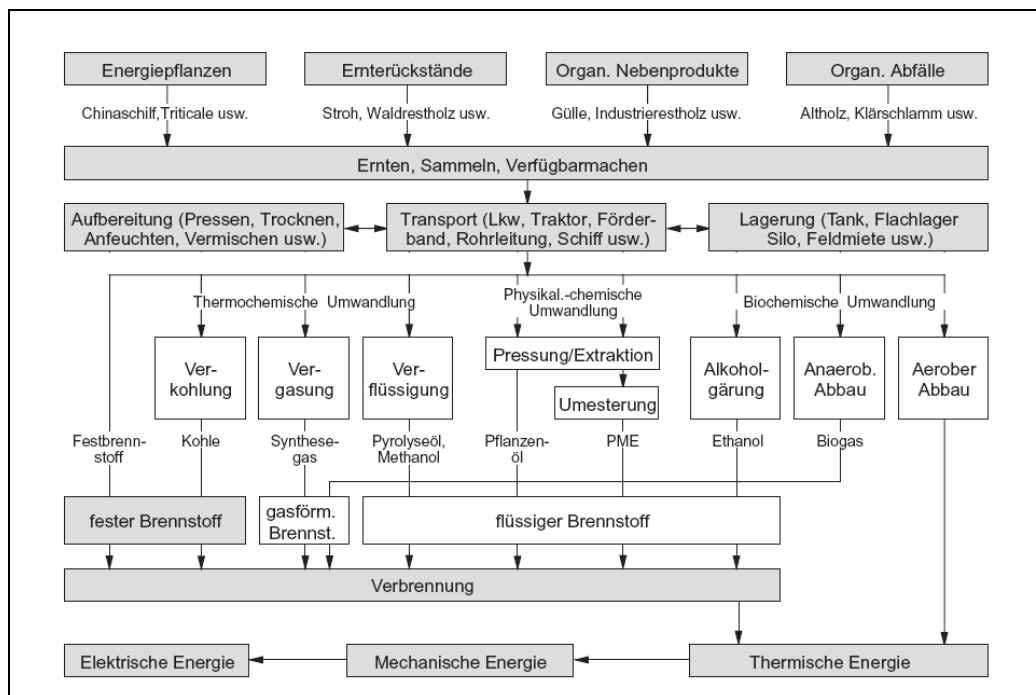 Energiepflanzen
Ernterückstände
Organ. Nebenprodukte
Organ. Abfälle
Chinaschilf,Triticale usw.
Stroh, Waldrestholz usw.
Gülle, Industrierestholz usw.
Altholz, Klärschlamm usw.
Ernten, Sammeln, Verfügbarmachen
Aufbereitung (Pressen, Trocknen,
Anfeuchten, Vermischen usw.)
Transport (Lkw, Traktor, Förder-
band, Rohrleitung, Schiff usw.)
Lagerung (Tank, Flachlager
Silo, Feldmiete usw.)
Thermochemische Umwandlung
Physikal.-chemische
Umwandlung
Biochemische Umwandlung
Ver-
kohlung
Ver-
gasung
Ver-
flüssigung
Pressung/Extraktion
Umesterung
Alkohol-
gärung
Anaerob.
Abbau
Aerober
Abbau
Festbrenn-
stoff
Kohle
Synthese-
gas
Pyrolyseöl,
Methanol
Pflanzen-
öl
PME
Ethanol
Biogas
fester Brennstoff
gasförm.
Brennst.
flüssiger Brennstoff
Verbrennung
Elektrische Energie
Mechanische Energie
Thermische Energie